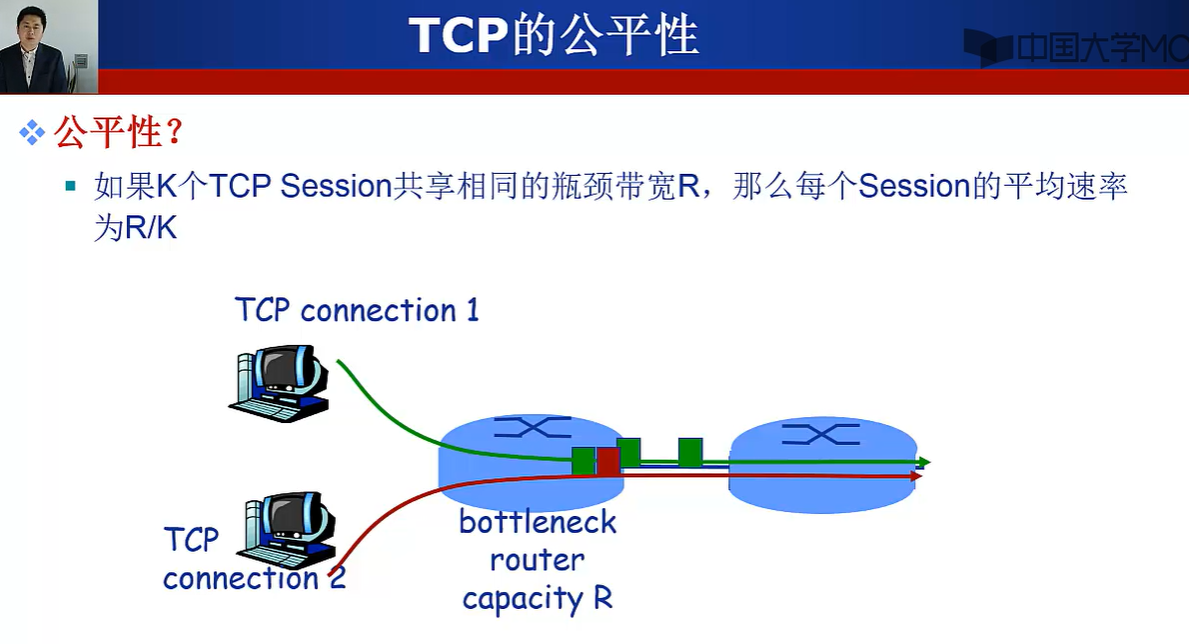 TCP的公平性
中国大学MO
公平性？
如果K个TCP Session共享相同的瓶颈带宽R，那么每个Session的平均速率
为R/K
TCP connection 1
TCP
connection 2
bottleneck
router
capacity R